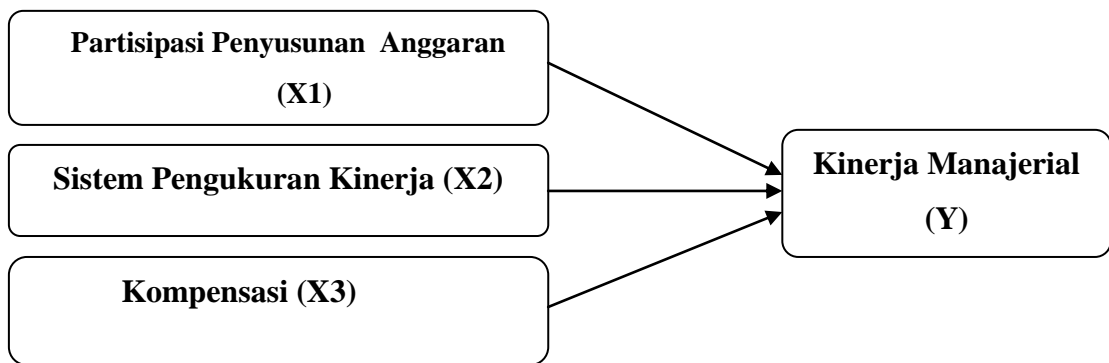 Partisipasi Penyusunan Anggaran
(X1)
Sistem Pengukuran Kinerja (X2)
Kinerja Manajerial
(Y)
Kompensasi (X3)